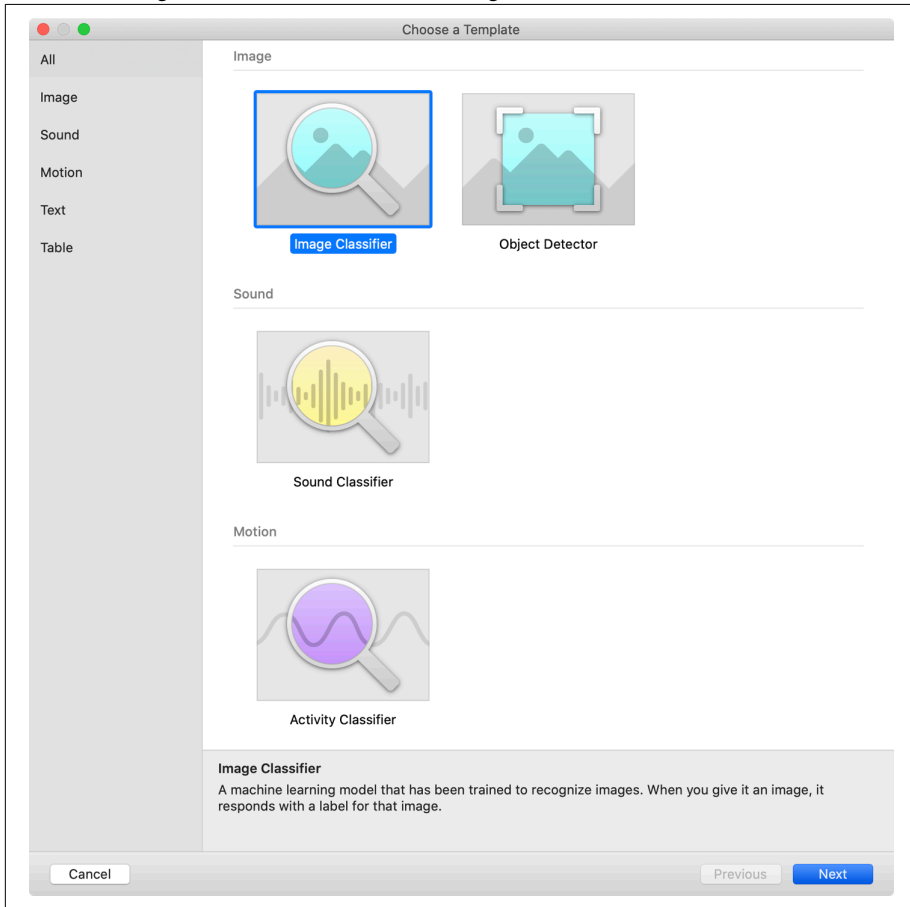 Choose a Template
All
Image
Sound
Motion
Text
Table
Image
Image Classifier
Object Detector
Sound
Sound Classifier
Motion
Activity Classifier
Image Classifier
A machine learning model that has been trained to recognize images. When you give it an image, it
responds with a label for that image.
Cancel
Previous
Next